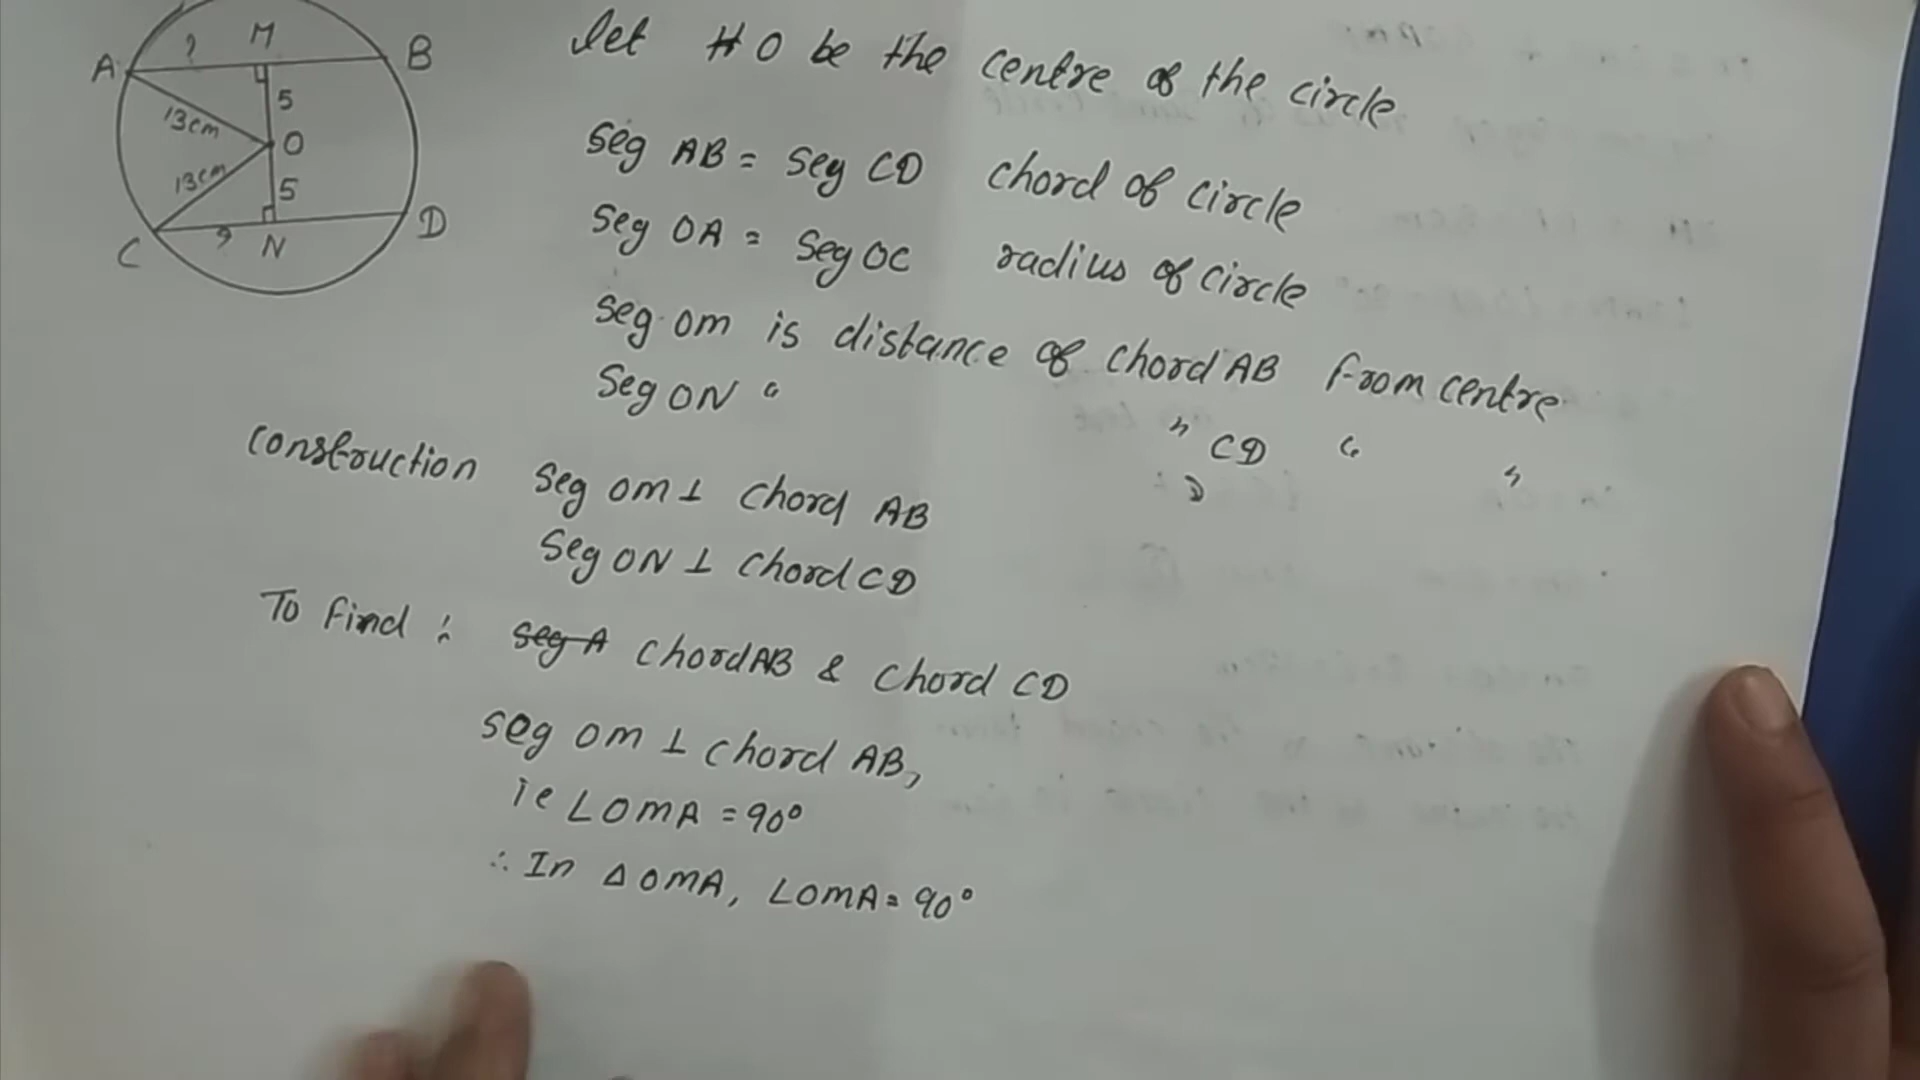 A ? M B
5
13cm
O
13cm
5
C ? N D
let O be the centre of the circle
seg AB = seg CD chord of circle
seg OA = seg OC radius of circle
seg om is distance of chord AB from centre
seg ON " " CD " "
construction seg om ⊥ chord AB
seg ON ⊥ chord CD
To find : seg A chord AB & chord CD
seg om ⊥ chord AB,
ie ∠OMA = 90°
∴ In △OMA, ∠OMA = 90°